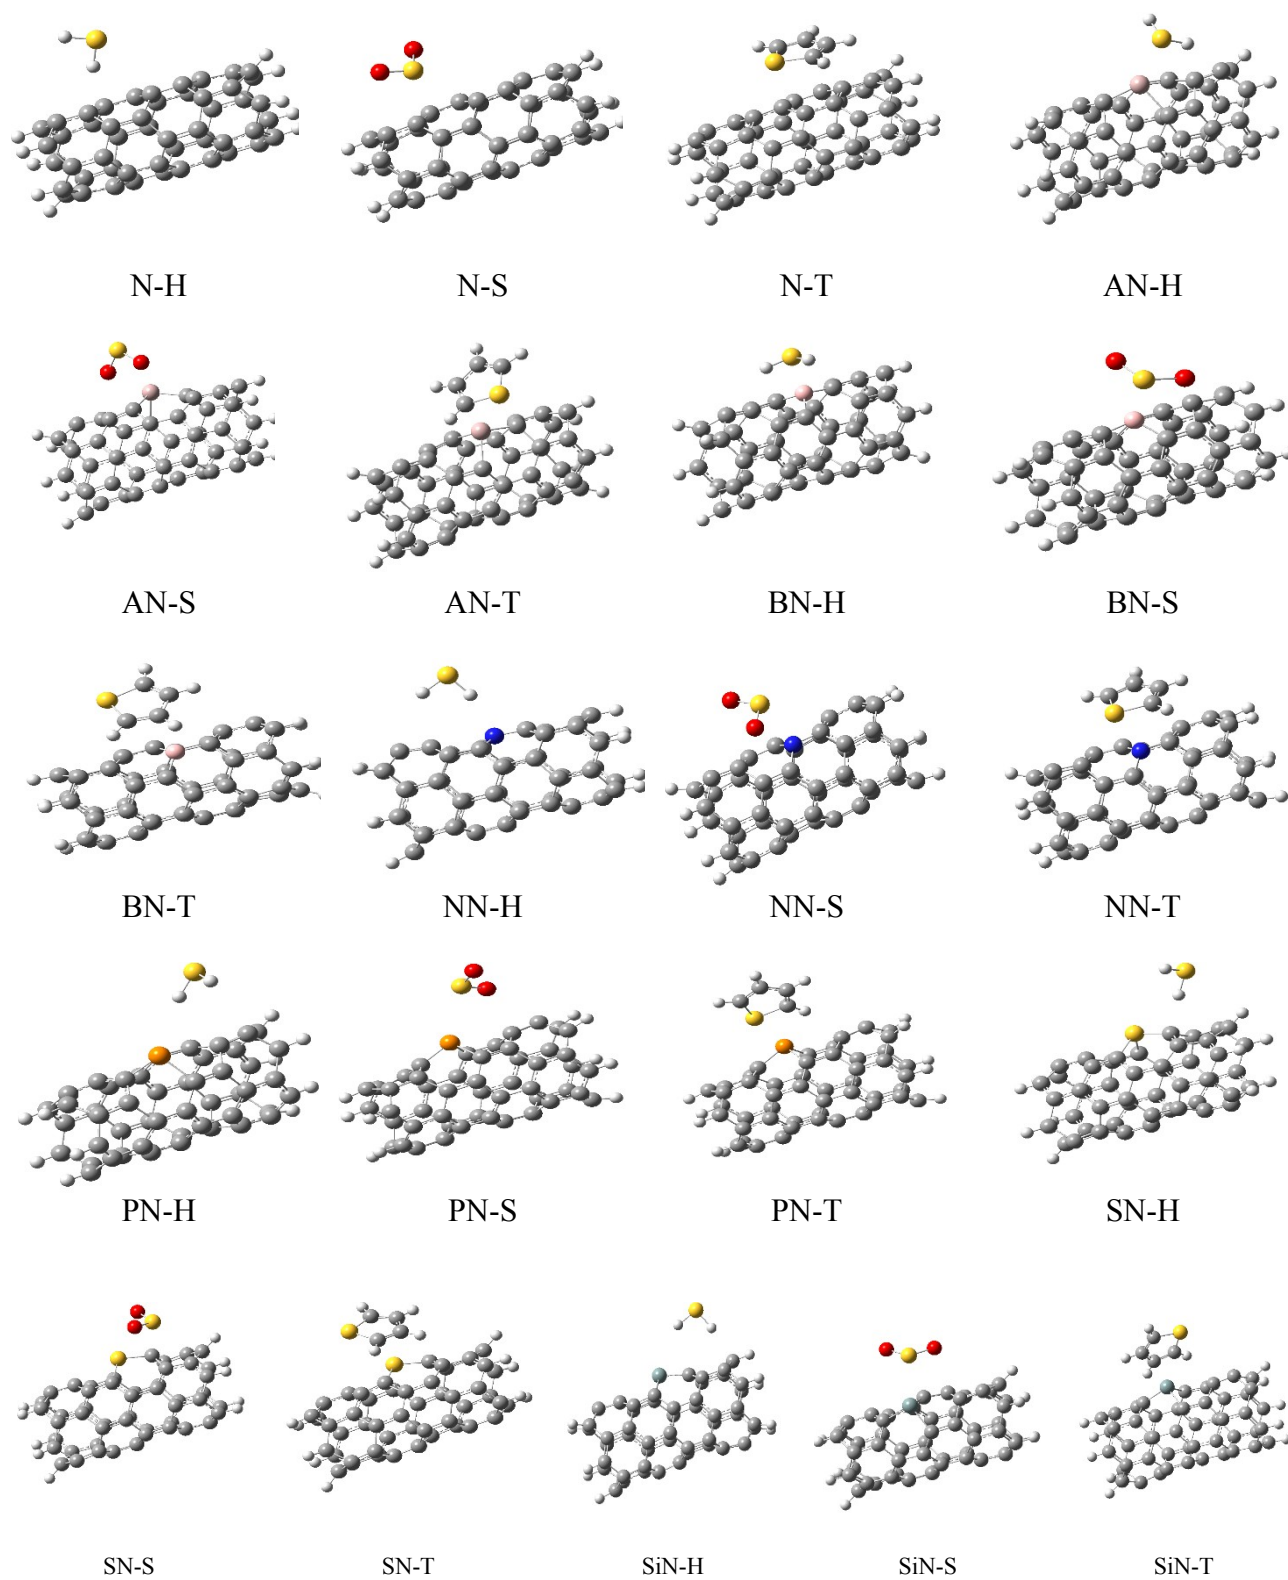 N-H N-S N-T AN-H
AN-S AN-T BN-H BN-S
BN-T NN-H NN-S NN-T
PN-H PN-S PN-T SN-H
SN-S SN-T SiN-H SiN-S SiN-T